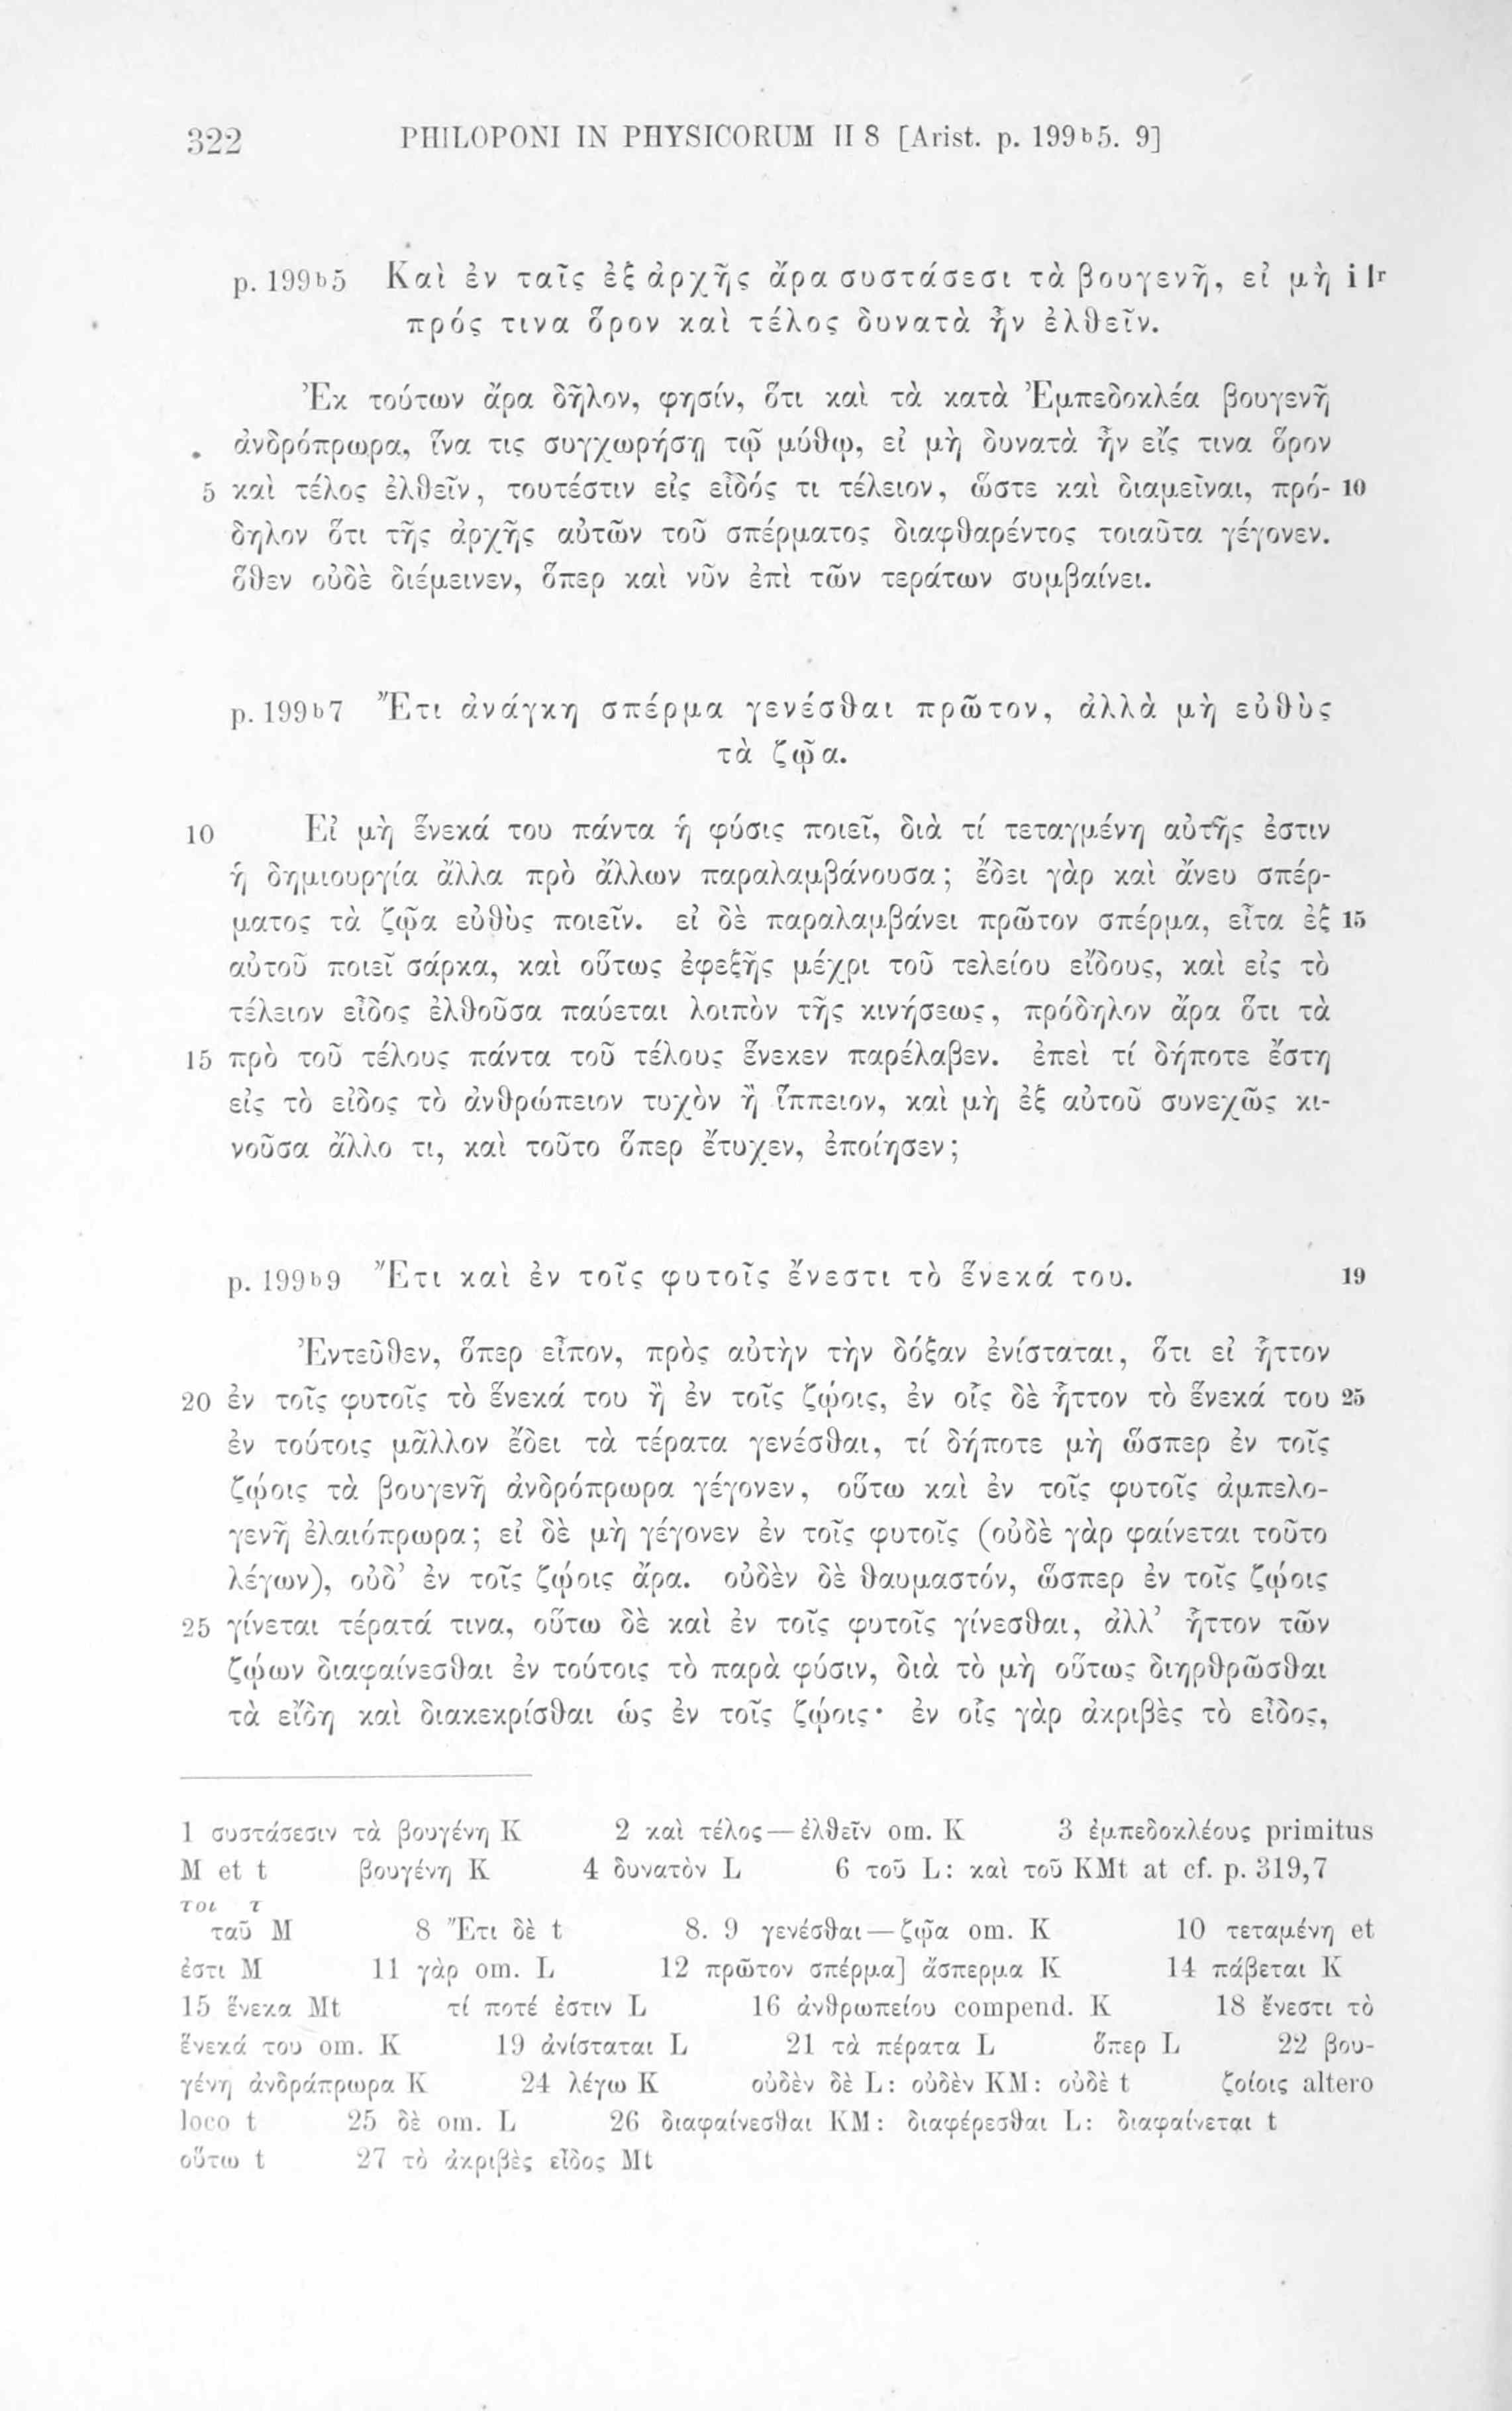 322 PHILOPONI IN PHYSICORUM II 8 [Arist. p. 199ᵇ5. 9]
p. 199ᵇ5 Καὶ ἐν ταῖς ἐξ ἀρχῆς ἄρα συστάσεσι τὰ βουγενῆ, εἰ μὴ i Ir
πρός τινα ὅρον καὶ τέλος δυνατὰ ἦν ἐλθεῖν.
Ἐκ τούτων ἄρα δῆλον, φησίν, ὅτι καὶ τὰ κατὰ Ἐμπεδοκλέα βουγενῆ
ἀνδρόπρωρα, ἵνα τις συγχωρήσῃ τῷ μύθῳ, εἰ μὴ δυνατὰ ἦν εἴς τινα ὅρον
5 καὶ τέλος ἐλθεῖν, τουτέστιν εἰς εἶδός τι τέλειον, ὥστε καὶ διαμεῖναι, πρό- 10
δηλον ὅτι τῆς ἀρχῆς αὐτῶν τοῦ σπέρματος διαφθαρέντος τοιαῦτα γέγονεν.
ὅθεν οὐδὲ διέμεινεν, ὅπερ καὶ νῦν ἐπὶ τῶν τεράτων συμβαίνει.
p. 199ᵇ7 Ἔτι ἀνάγκη σπέρμα γενέσθαι πρῶτον, ἀλλὰ μὴ εὐθὺς
τὰ ζῷα.
10 Εἰ μὴ ἕνεκά του πάντα ἡ φύσις ποιεῖ, διὰ τί τεταγμένη αὐτῆς ἐστιν
ἡ δημιουργία ἄλλα πρὸ ἄλλων παραλαμβάνουσα; ἔδει γὰρ καὶ ἄνευ σπέρ-
ματος τὰ ζῷα εὐθὺς ποιεῖν. εἰ δὲ παραλαμβάνει πρῶτον σπέρμα, εἶτα ἐξ 15
αὐτοῦ ποιεῖ σάρκα, καὶ οὕτως ἐφεξῆς μέχρι τοῦ τελείου εἴδους, καὶ εἰς τὸ
τέλειον εἶδος ἐλθοῦσα παύεται λοιπὸν τῆς κινήσεως, πρόδηλον ἄρα ὅτι τὰ
15 πρὸ τοῦ τέλους πάντα τοῦ τέλους ἕνεκεν παρέλαβεν. ἐπεὶ τί δήποτε ἔστη
εἰς τὸ εἶδος τὸ ἀνθρώπειον τυχὸν ἢ ἵππειον, καὶ μὴ ἐξ αὐτοῦ συνεχῶς κι-
νοῦσα ἄλλο τι, καὶ τοῦτο ὅπερ ἔτυχεν, ἐποίησεν;
p. 199ᵇ9 Ἔτι καὶ ἐν τοῖς φυτοῖς ἔνεστι τὸ ἕνεκά του. 19
Ἐντεῦθεν, ὅπερ εἶπον, πρὸς αὐτὴν τὴν δόξαν ἐνίσταται, ὅτι εἰ ἧττον
20 ἐν τοῖς φυτοῖς τὸ ἕνεκά του ἢ ἐν τοῖς ζῴοις, ἐν οἷς δὲ ἧττον τὸ ἕνεκά του 25
ἐν τούτοις μᾶλλον ἔδει τὰ τέρατα γενέσθαι, τί δήποτε μὴ ὥσπερ ἐν τοῖς
ζῴοις τὰ βουγενῆ ἀνδρόπρωρα γέγονεν, οὕτω καὶ ἐν τοῖς φυτοῖς ἀμπελο-
γενῆ ἐλαιόπρωρα; εἰ δὲ μὴ γέγονεν ἐν τοῖς φυτοῖς (οὐδὲ γὰρ φαίνεται τοῦτο
λέγων), οὐδ’ ἐν τοῖς ζῴοις ἄρα. οὐδὲν δὲ θαυμαστόν, ὥσπερ ἐν τοῖς ζῴοις
25 γίνεται τέρατά τινα, οὕτω δὲ καὶ ἐν τοῖς φυτοῖς γίνεσθαι, ἀλλ’ ἧττον τῶν
ζῴων διαφαίνεσθαι ἐν τούτοις τὸ παρὰ φύσιν, διὰ τὸ μὴ οὕτως διηρθρῶσθαι
τὰ εἴδη καὶ διακεκρίσθαι ὡς ἐν τοῖς ζῴοις· ἐν οἷς γὰρ ἀκριβὲς τὸ εἶδος,
1 συστάσεσιν τὰ βουγένη K 2 καὶ τέλος — ἐλθεῖν om. K 3 ἐμπεδοκλέους primitus
M et t βουγένη K 4 δυνατὸν L 6 τοῦ L: καὶ τοῦ KMt at cf. p. 319,7
τοι τ
ταῦ M 8 Ἔτι δὲ t 8. 9 γενέσθαι — ζῷα om. K 10 τεταμένη et
ἐστι M 11 γὰρ om. L 12 πρῶτον σπέρμα] ἄσπερμα K 14 πάβεται K
15 ἕνεκα Mt τί ποτέ ἐστιν L 16 ἀνθρωπείου compend. K 18 ἔνεστι τὸ
ἕνεκά του om. K 19 ἀνίσταται L 21 τὰ πέρατα L ὅπερ L 22 βου-
γένη ἀνδράπρωρα K 24 λέγω K οὐδὲν δὲ L: οὐδὲν KM: οὐδὲ t ζοίοις altero
loco t 25 δὲ om. L 26 διαφαίνεσθαι KM: διαφέρεσθαι L: διαφαίνεται t
οὕτω t 27 τὸ ἀκριβὲς εἶδος Mt